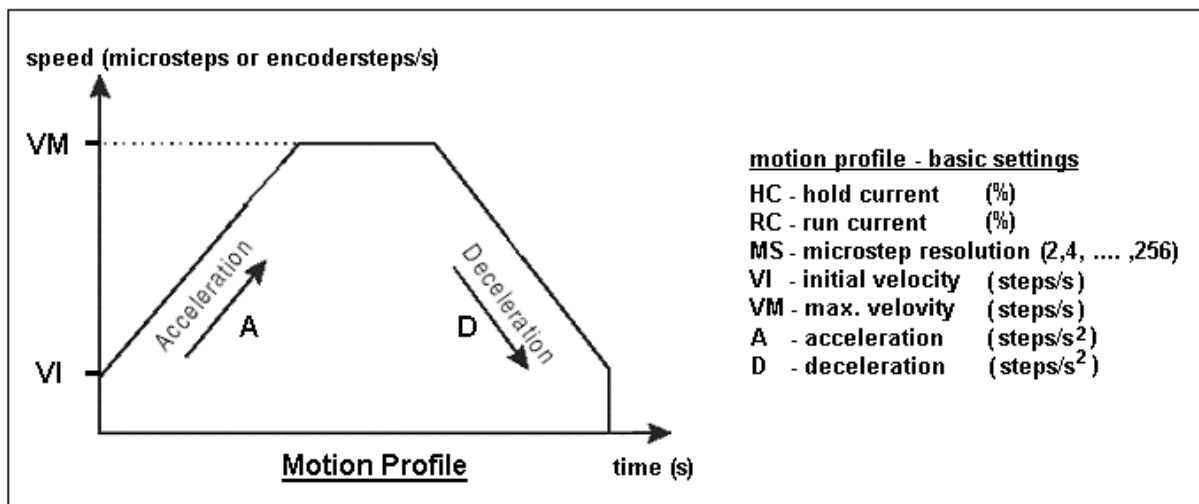 speed (microsteps or encodersteps/s)
VM
VI
Acceleration
A
Deceleration
D
Motion Profile
time (s)
motion profile - basic settings
HC - hold current (%)
RC - run current (%)
MS - microstep resolution (2,4, .... ,256)
VI - initial velocity (steps/s)
VM - max. velovity (steps/s)
A - acceleration (steps/s²)
D - deceleration (steps/s²)